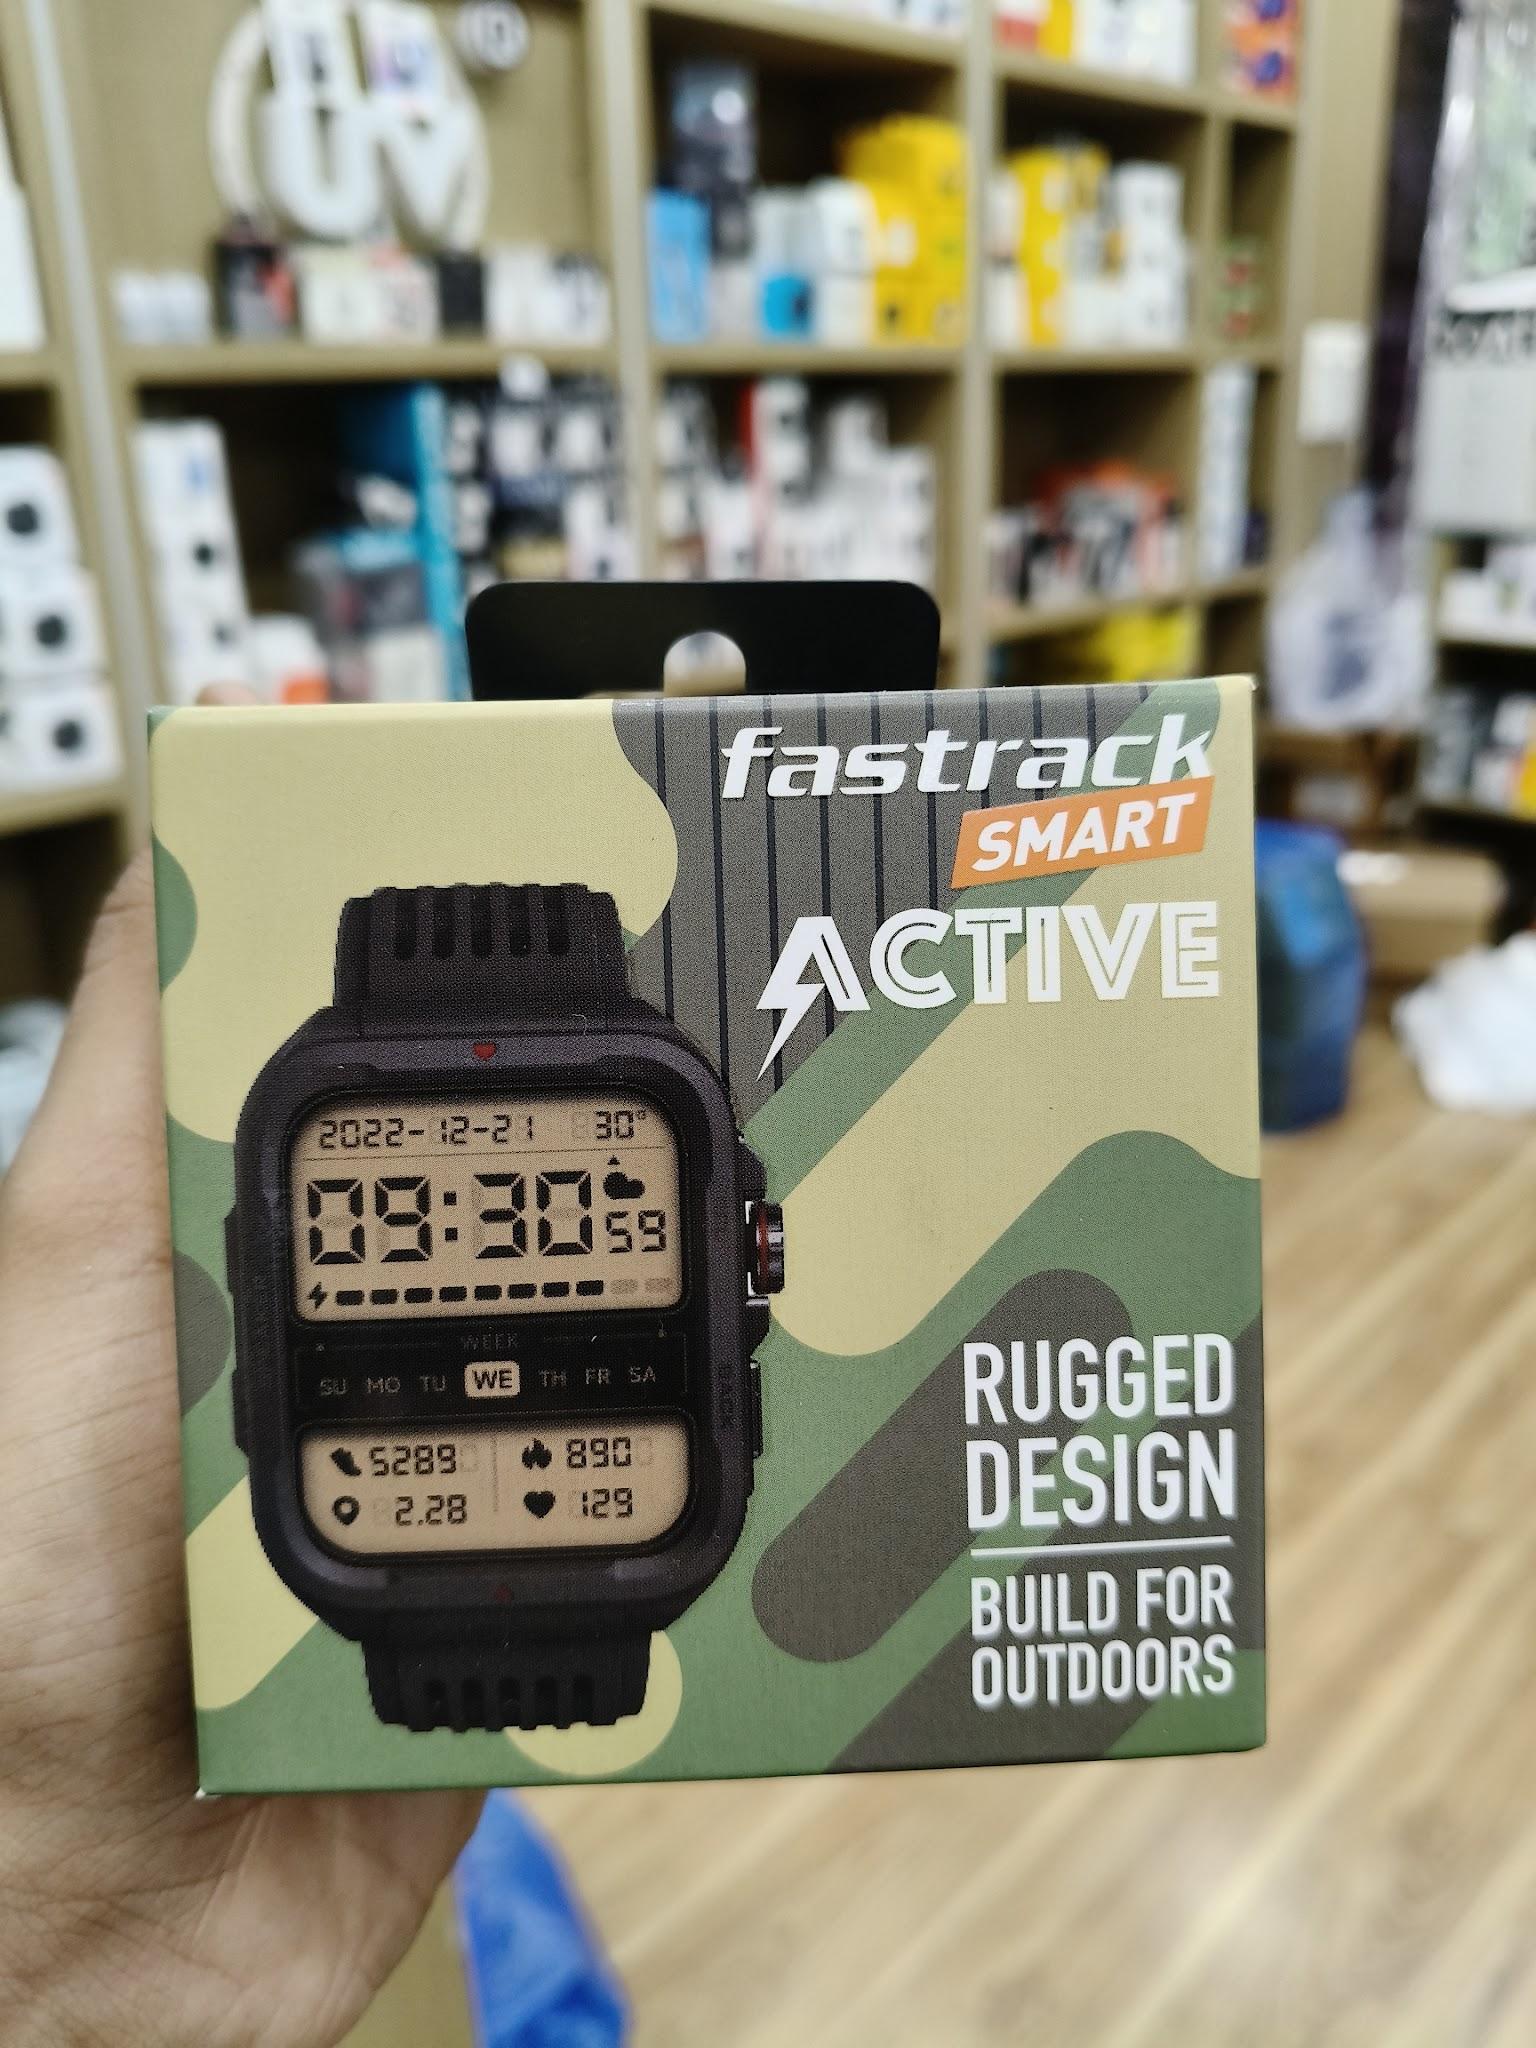 fastrack
SMART
ACTIVE
2022-12-21 30°
09:30 59
WEEK
SU MO TU WE TH FR SA
5289 890
2.28 129
RUGGED
DESIGN
BUILD FOR
OUTDOORS
UV